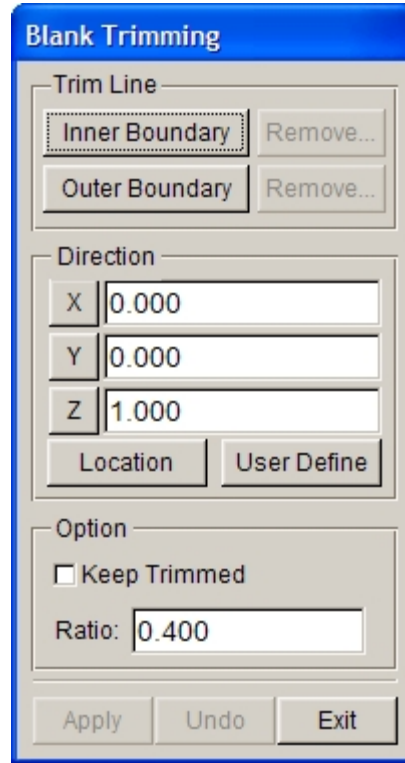 Blank Trimming
Trim Line
Inner Boundary Remove...
Outer Boundary Remove...
Direction
X 0.000
Y 0.000
Z 1.000
Location User Define
Option
Keep Trimmed
Ratio: 0.400
Apply Undo Exit